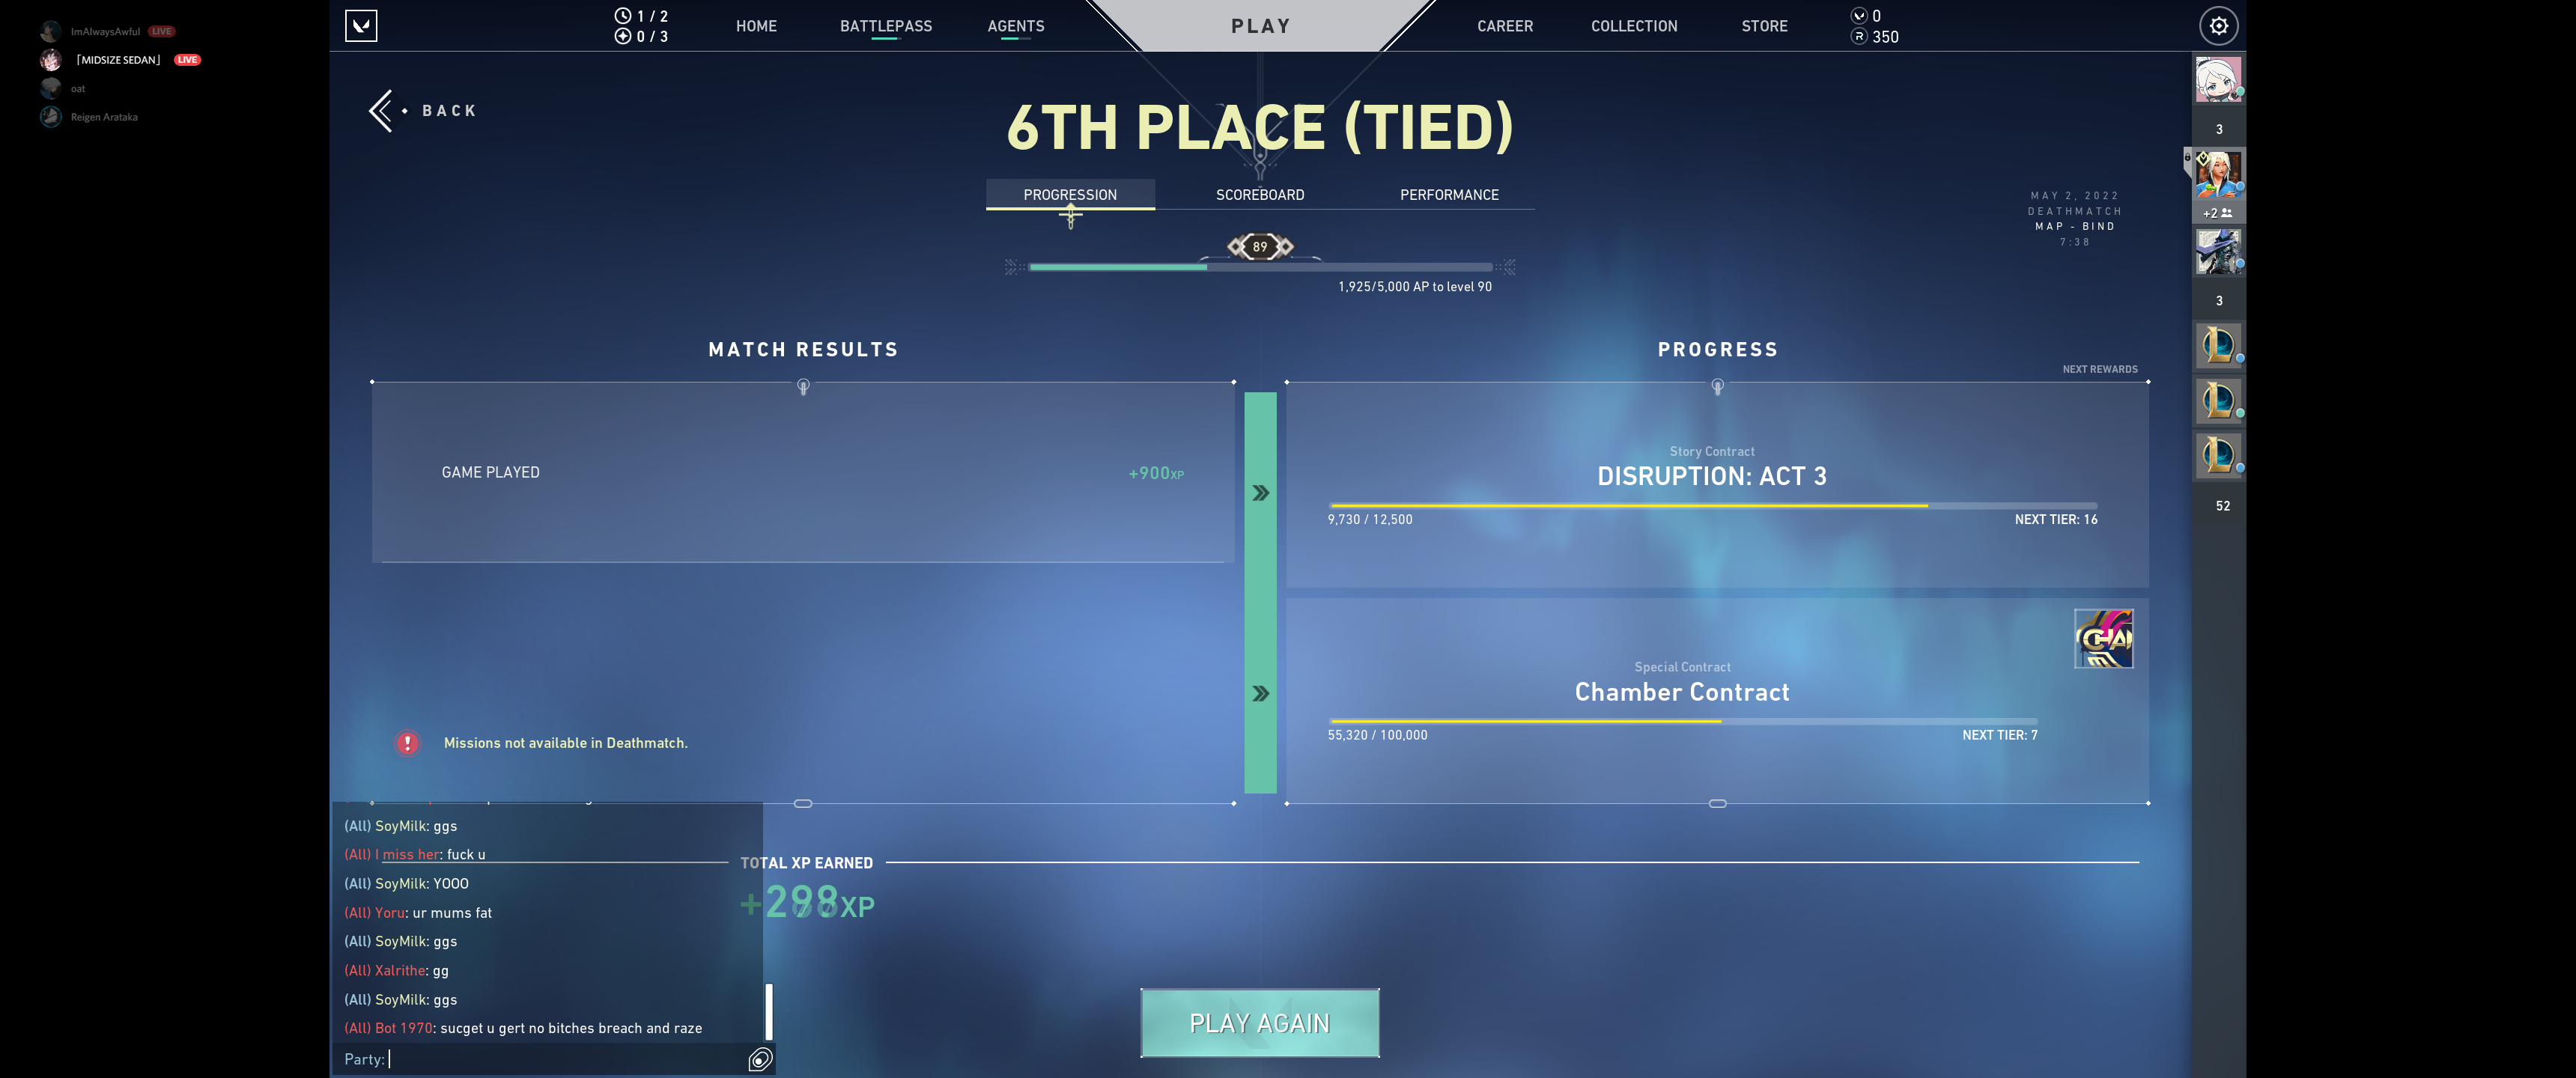 ImAlwaysAwful LIVE
「MIDSIZE SEDAN」 LIVE
oat
Reigen Arataka
1 / 2
0 / 3
HOME
BATTLEPASS
AGENTS
PLAY
CAREER
COLLECTION
STORE
0
350
BACK
6TH PLACE (TIED)
PROGRESSION
SCOREBOARD
PERFORMANCE
MAY 2, 2022
DEATHMATCH
MAP - BIND
7:38
89
1,925/5,000 AP to level 90
3
+2
3
52
MATCH RESULTS
GAME PLAYED
+900XP
Missions not available in Deathmatch.
PROGRESS
NEXT REWARDS
Story Contract
DISRUPTION: ACT 3
9,730 / 12,500
NEXT TIER: 16
CHA
Special Contract
Chamber Contract
55,320 / 100,000
NEXT TIER: 7
(All) SoyMilk: ggs
(All) I miss her: fuck u
(All) SoyMilk: YOOO
(All) Yoru: ur mums fat
(All) SoyMilk: ggs
(All) Xalrithe: gg
(All) SoyMilk: ggs
(All) Bot 1970: sucget u gert no bitches breach and raze
Party:
TOTAL XP EARNED
+298XP
PLAY AGAIN